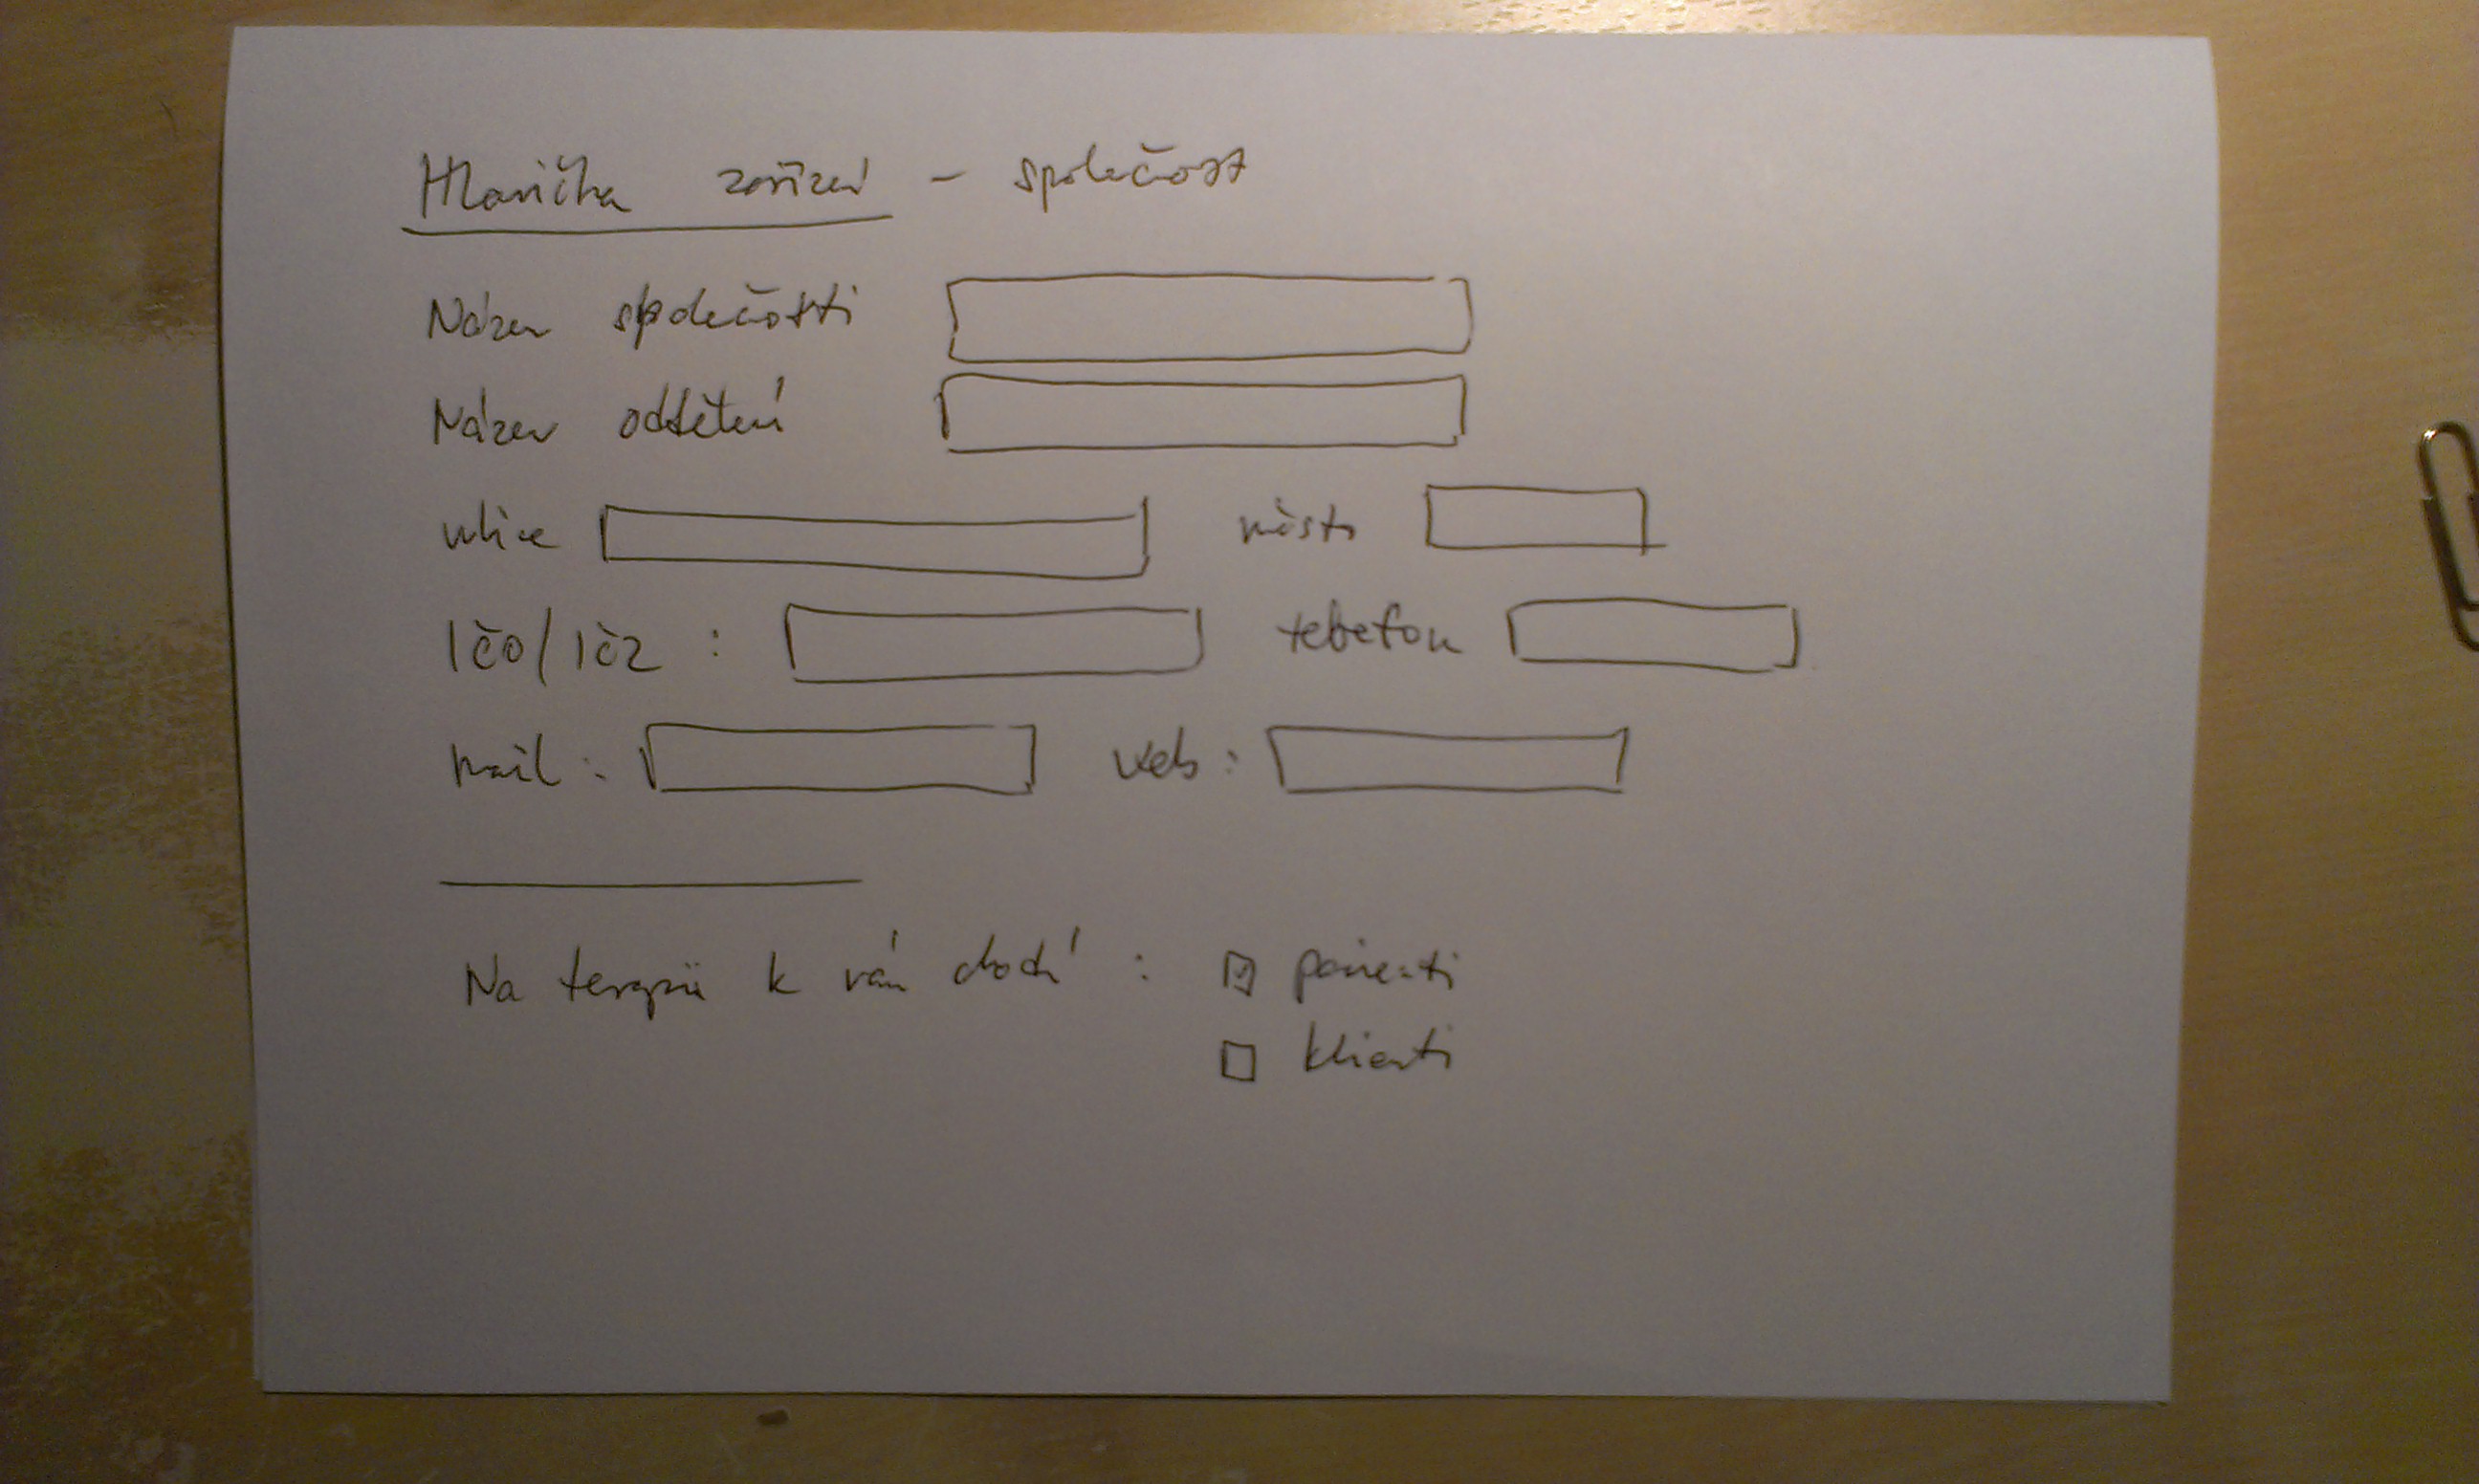 Hlavička zařízení - společnost
Název společnosti
Název oddělení
ulice město
IČO/IČZ : telefon
mail : web :
Na terapii k vám chodí : pacienti
klienti